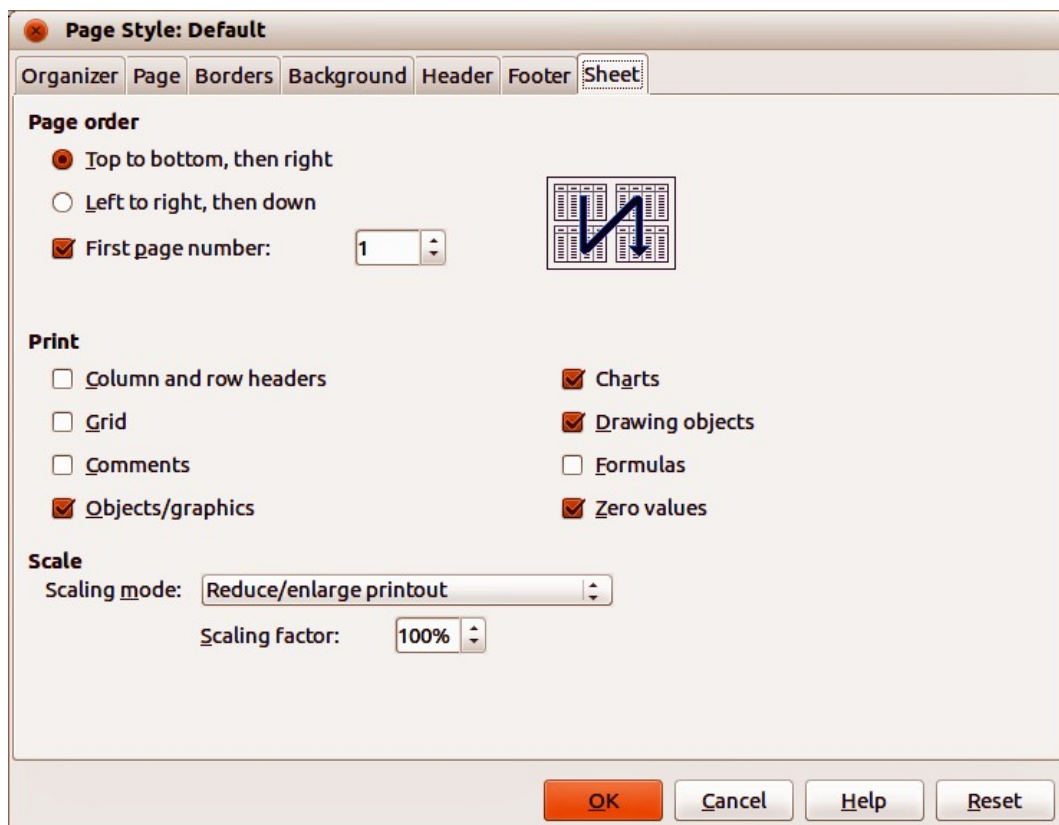 Page Style: Default
Organizer Page Borders Background Header Footer Sheet
Page order
Top to bottom, then right
Left to right, then down
First page number: 1
Print
Column and row headers
Charts
Grid
Drawing objects
Comments
Formulas
Objects/graphics
Zero values
Scale
Scaling mode: Reduce/enlarge printout
Scaling factor: 100%
OK Cancel Help Reset